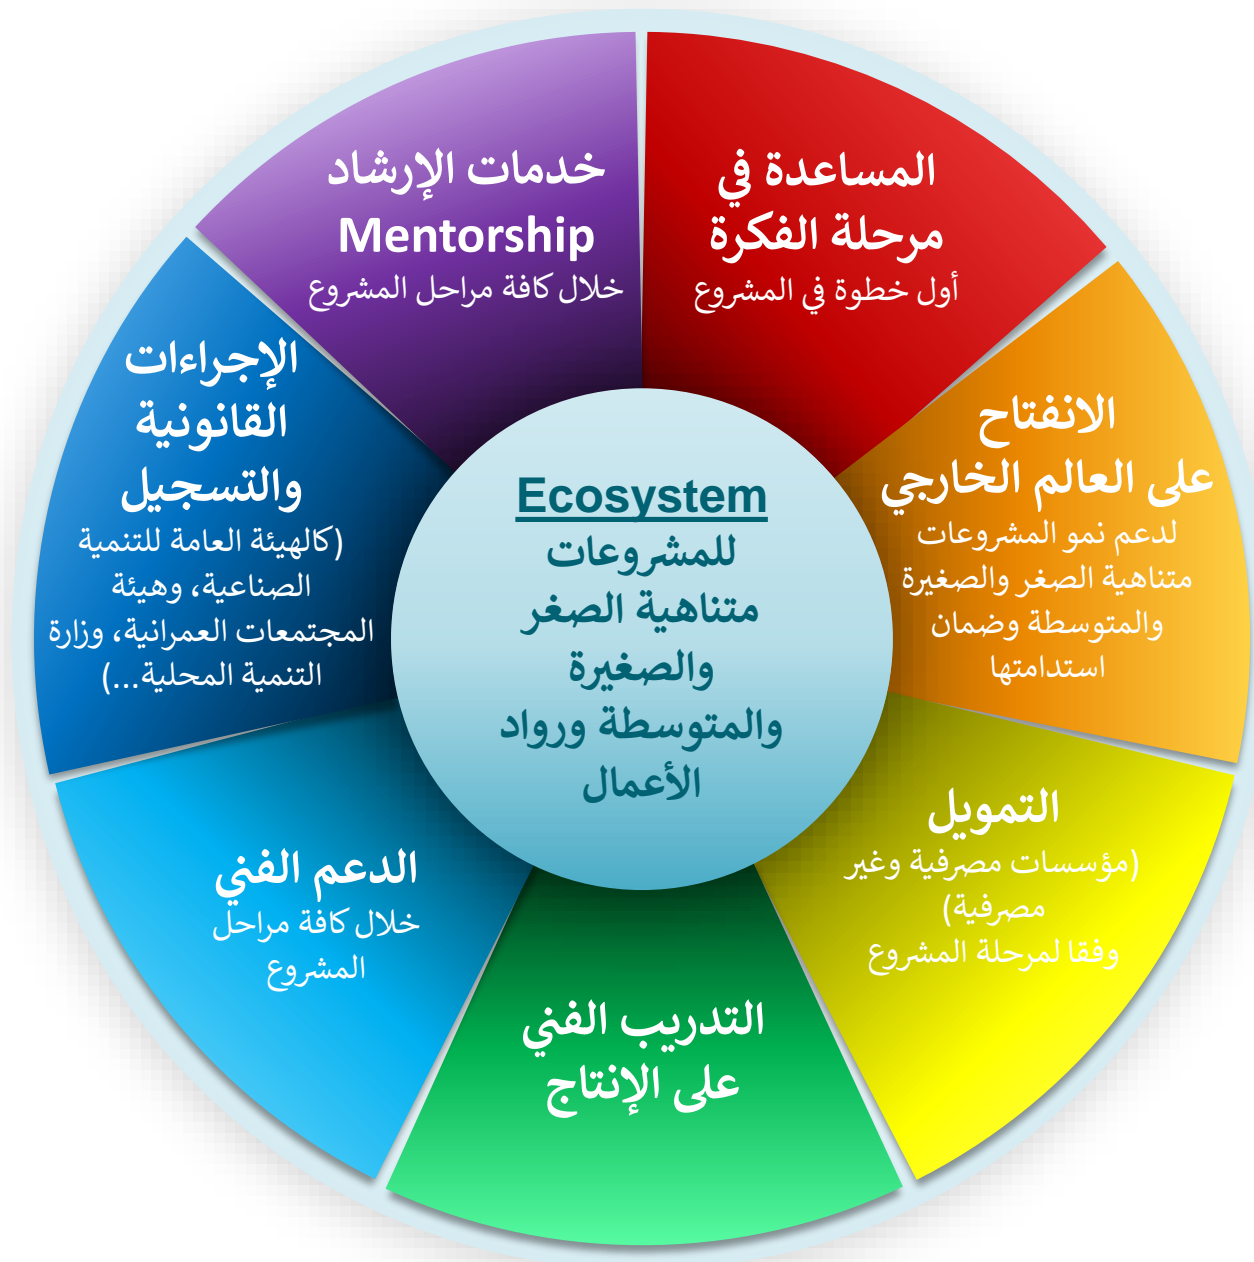 Ecosystem
للمشروعات
متناهية الصغر
والصغيرة
والمتوسطة ورواد
الأعمال
المساعدة في
مرحلة الفكرة
أول خطوة في المشروع
الانفتاح
على العالم الخارجي
لدعم نمو المشروعات
متناهية الصغر والصغيرة
والمتوسطة وضمان
استدامتها
التمويل
(مؤسسات مصرفية وغير
مصرفية)
وفقا لمرحلة المشروع
التدريب الفني
على الإنتاج
الدعم الفني
خلال كافة مراحل
المشروع
الإجراءات
القانونية
والتسجيل
(كالهيئة العامة للتنمية
الصناعية، وهيئة
المجتمعات العمرانية، وزارة
التنمية المحلية...)
خدمات الإرشاد
Mentorship
خلال كافة مراحل المشروع